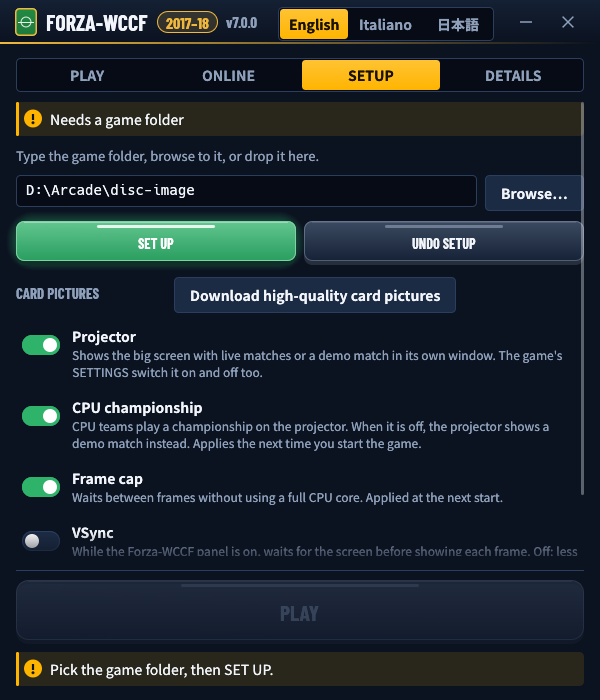 FORZA-WCCF 2017-18 v7.0.0 English Italiano 日本語
PLAY ONLINE SETUP DETAILS
Needs a game folder
Type the game folder, browse to it, or drop it here.
D:\Arcade\disc-image Browse...
SET UP UNDO SETUP
CARD PICTURES Download high-quality card pictures
Projector
Shows the big screen with live matches or a demo match in its own window. The game's
SETTINGS switch it on and off too.
CPU championship
CPU teams play a championship on the projector. When it is off, the projector shows a
demo match instead. Applies the next time you start the game.
Frame cap
Waits between frames without using a full CPU core. Applied at the next start.
VSync
While the Forza-WCCF panel is on, waits for the screen before showing each frame. Off: less
PLAY
Pick the game folder, then SET UP.